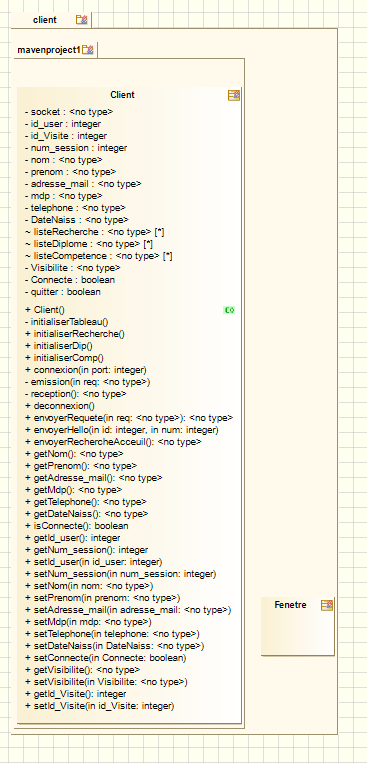 client
mavenproject1
Client
- socket : <no type>
- id_user : integer
- id_Visite : integer
- num_session : integer
- nom : <no type>
- prenom : <no type>
- adresse_mail : <no type>
- mdp : <no type>
- telephone : <no type>
- DateNaiss : <no type>
~ listeRecherche : <no type> [*]
~ listeDiplome : <no type> [*]
~ listeCompetence : <no type> [*]
- Visibilite : <no type>
- Connecte : boolean
- quitter : boolean
+ Client()
- initialiserTableau()
+ initialiserRecherche()
+ initialiserDip()
+ initialiserComp()
+ connexion(in port: integer)
- emission(in req: <no type>)
- reception(): <no type>
+ deconnexion()
+ envoyerRequete(in req: <no type>): <no type>
+ envoyerHello(in id: integer, in num: integer)
+ envoyerRechercheAcceuil(): <no type>
+ getNom(): <no type>
+ getPrenom(): <no type>
+ getAdresse_mail(): <no type>
+ getMdp(): <no type>
+ getTelephone(): <no type>
+ getDateNaiss(): <no type>
+ isConnecte(): boolean
+ getId_user(): integer
+ getNum_session(): integer
+ setId_user(in id_user: integer)
+ setNum_session(in num_session: integer)
+ setNom(in nom: <no type>)
+ setPrenom(in prenom: <no type>)
+ setAdresse_mail(in adresse_mail: <no type>)
+ setMdp(in mdp: <no type>)
+ setTelephone(in telephone: <no type>)
+ setDateNaiss(in DateNaiss: <no type>)
+ setConnecte(in Connecte: boolean)
+ getVisibilite(): <no type>
+ setVisibilite(in Visibilite: <no type>)
+ getId_Visite(): integer
+ setId_Visite(in id_Visite: integer)
Fenetre